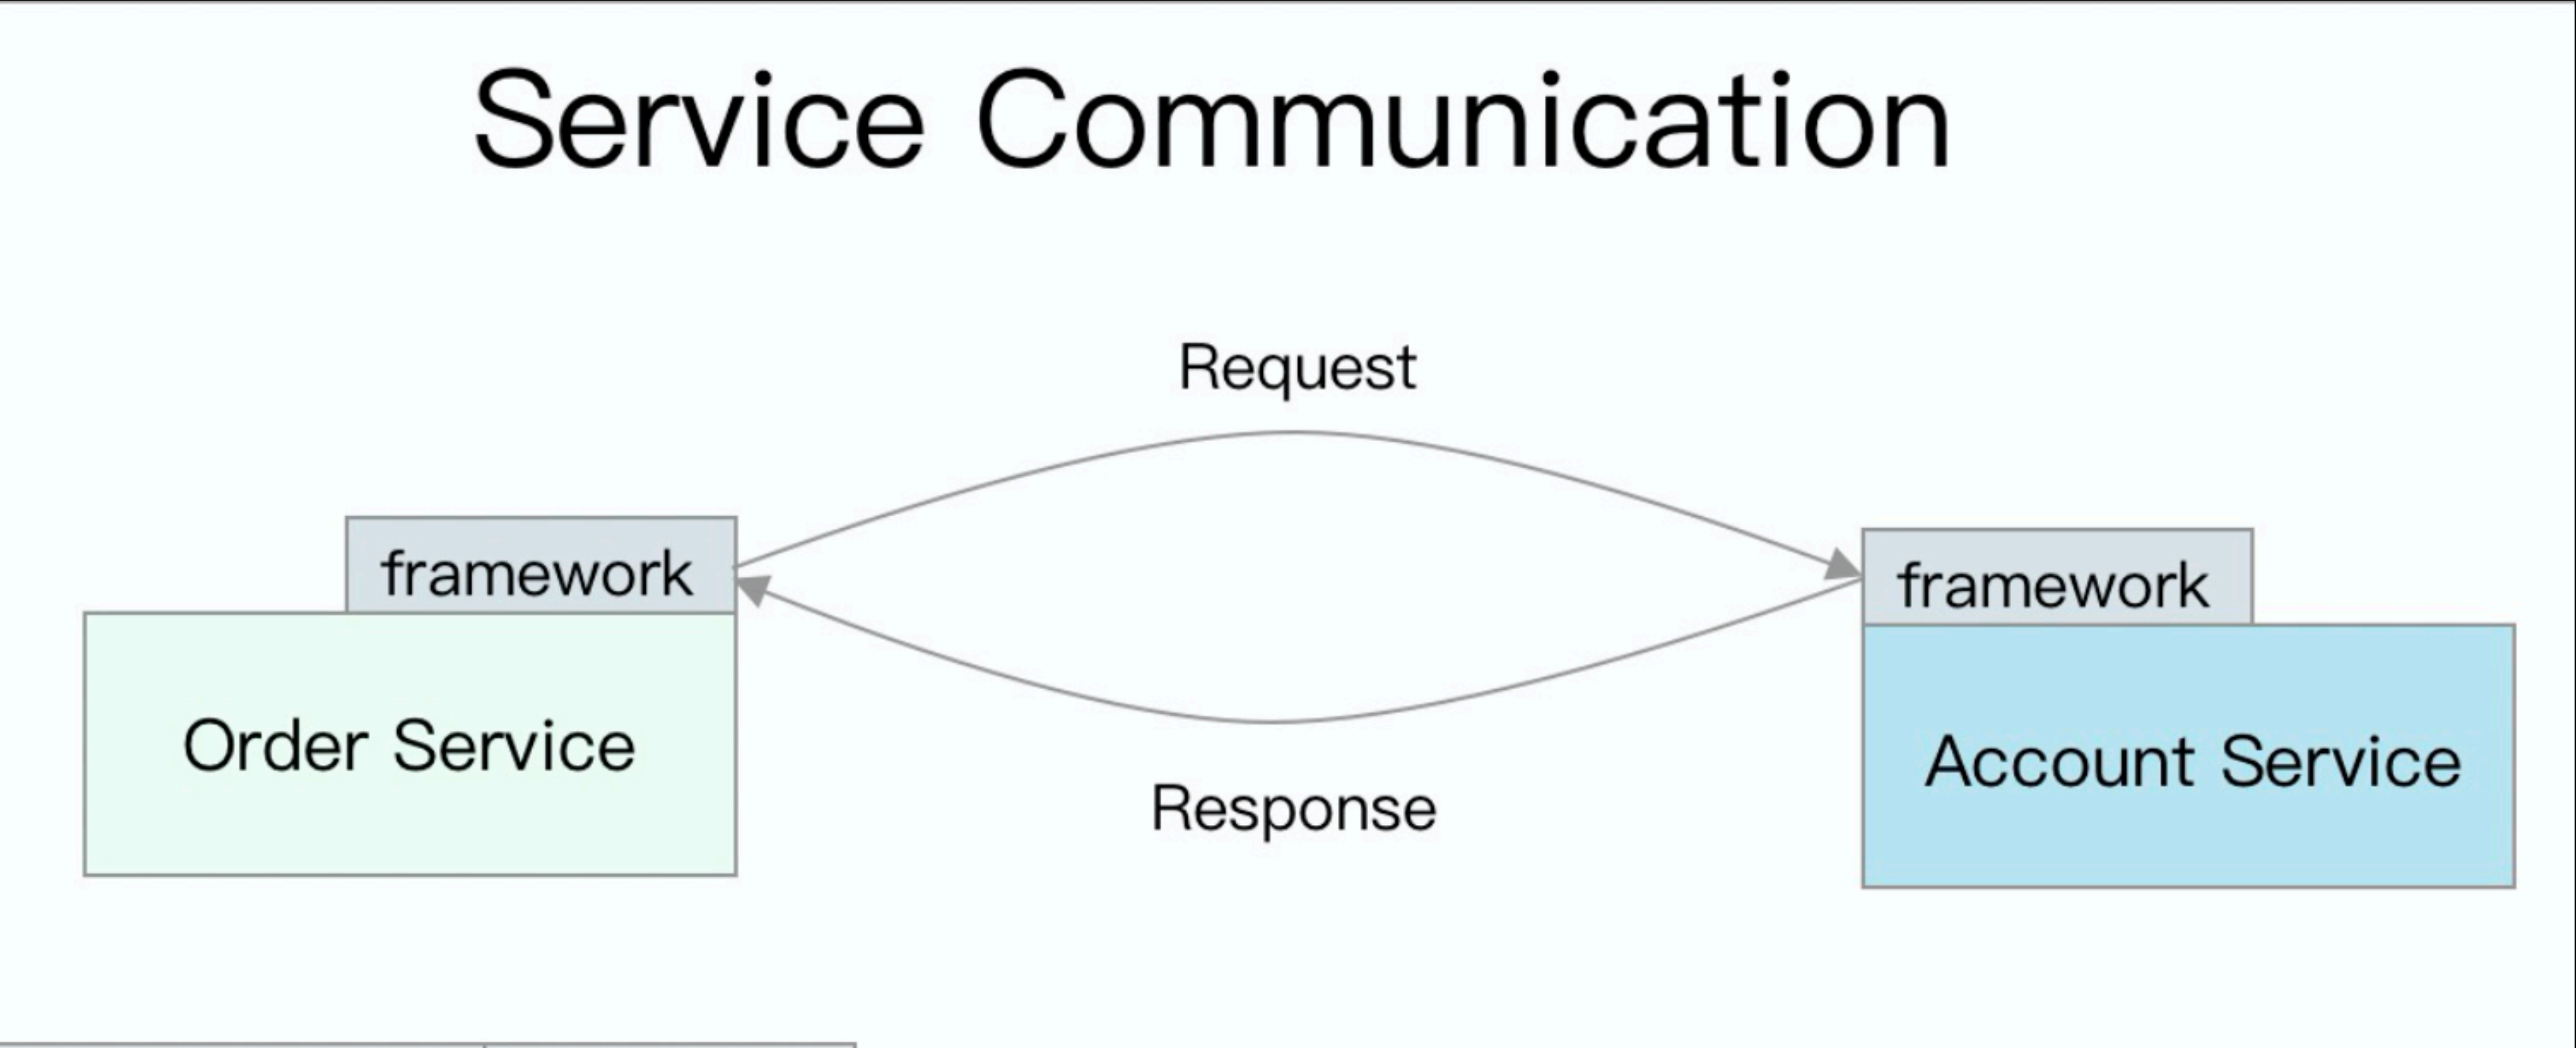 Service Communication
Request
framework
framework
Order Service
Account Service
Response